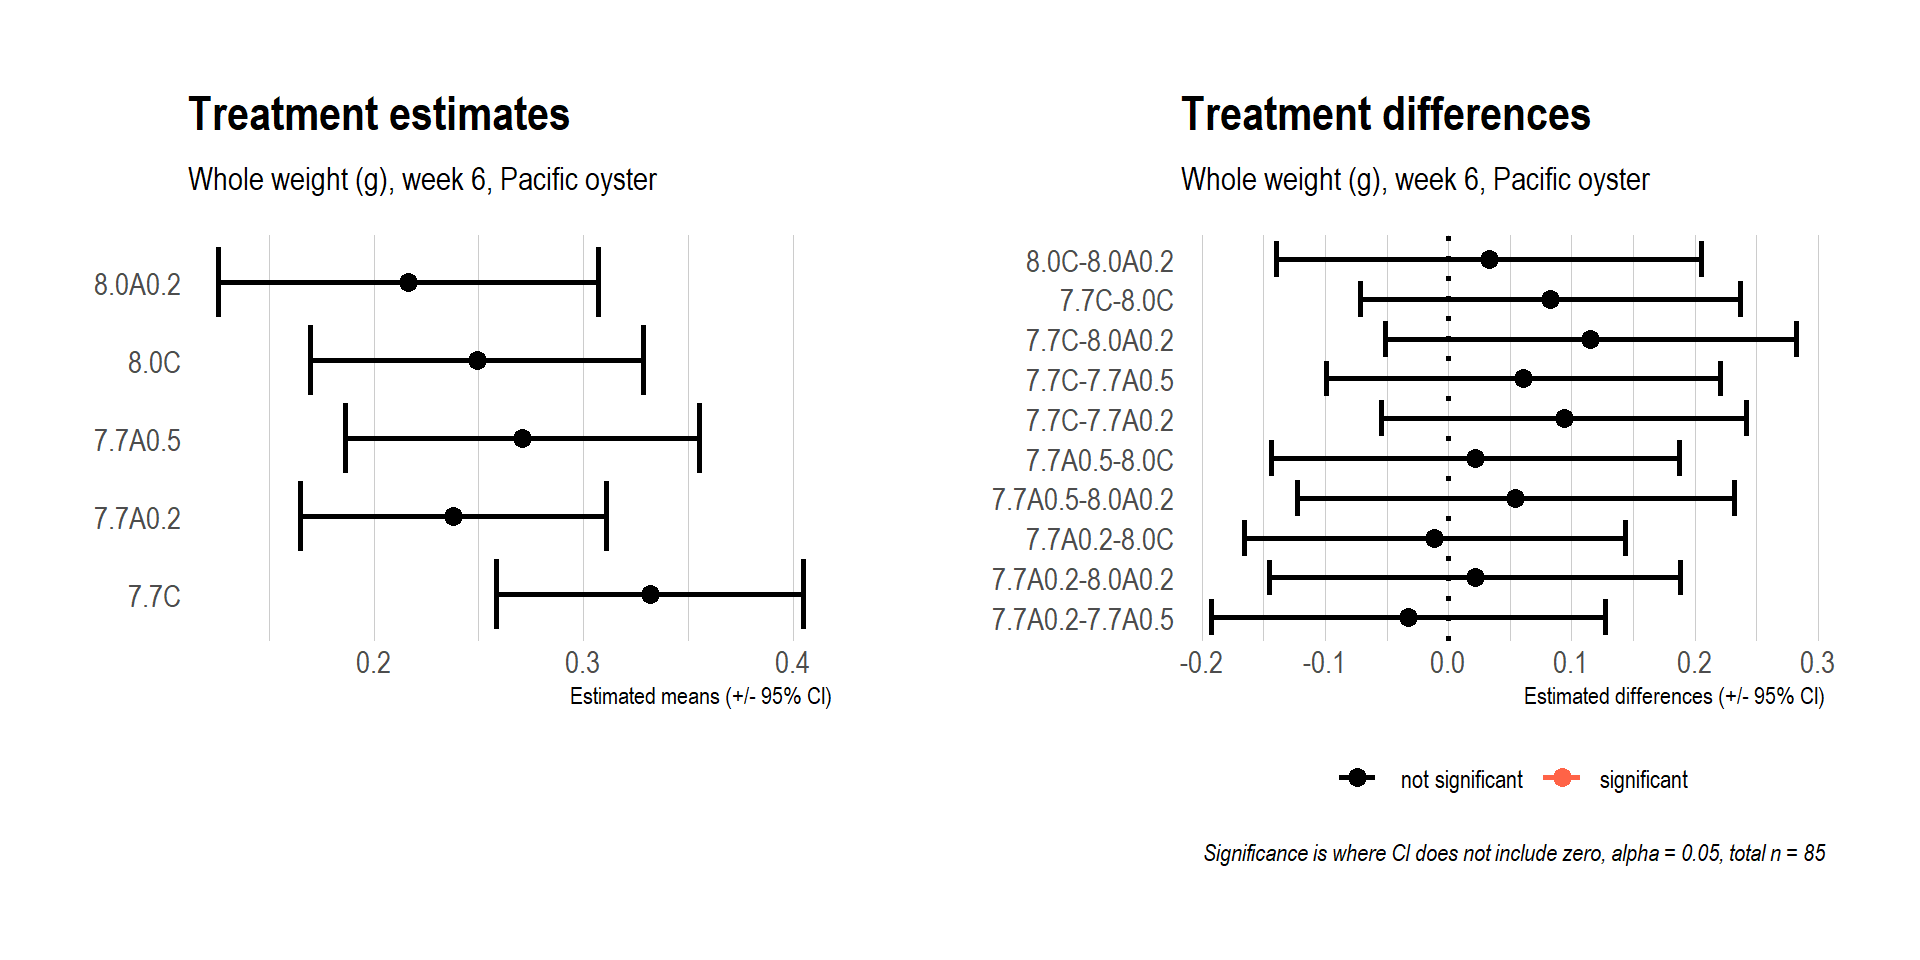 Treatment estimates
Whole weight (g), week 6, Pacific oyster
8.0A0.2
8.0C
7.7A0.5
7.7A0.2
7.7C
0.2 0.3 0.4
Estimated means (+/- 95% CI)
Treatment differences
Whole weight (g), week 6, Pacific oyster
8.0C-8.0A0.2
7.7C-8.0C
7.7C-8.0A0.2
7.7C-7.7A0.5
7.7C-7.7A0.2
7.7A0.5-8.0C
7.7A0.5-8.0A0.2
7.7A0.2-8.0C
7.7A0.2-8.0A0.2
7.7A0.2-7.7A0.5
-0.2 -0.1 0.0 0.1 0.2 0.3
Estimated differences (+/- 95% CI)
not significant significant
Significance is where CI does not include zero, alpha = 0.05, total n = 85